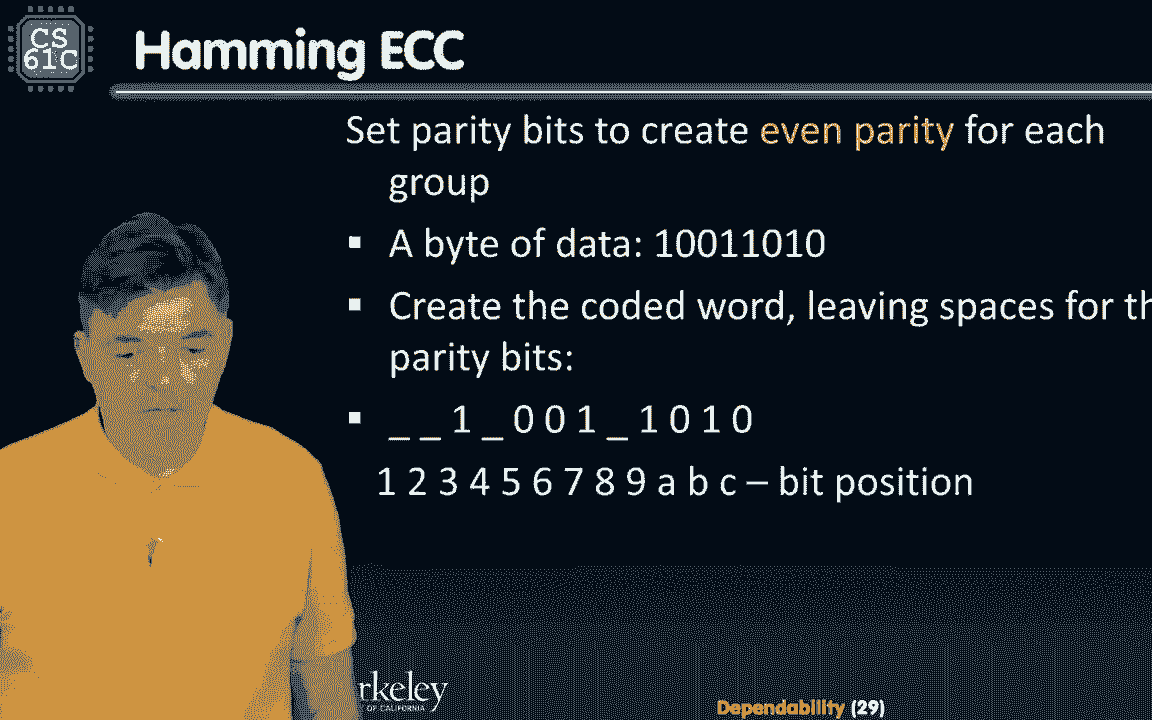 CS
61C
Hamming ECC
Set parity bits to create even parity for each
group
▪ A byte of data: 10011010
▪ Create the coded word, leaving spaces for th
parity bits:
▪ _ _ 1 _ 0 0 1 _ 1 0 1 0
1 2 3 4 5 6 7 8 9 a b c – bit position
rkeley
OF CALIFORNIA
Dependability (29)